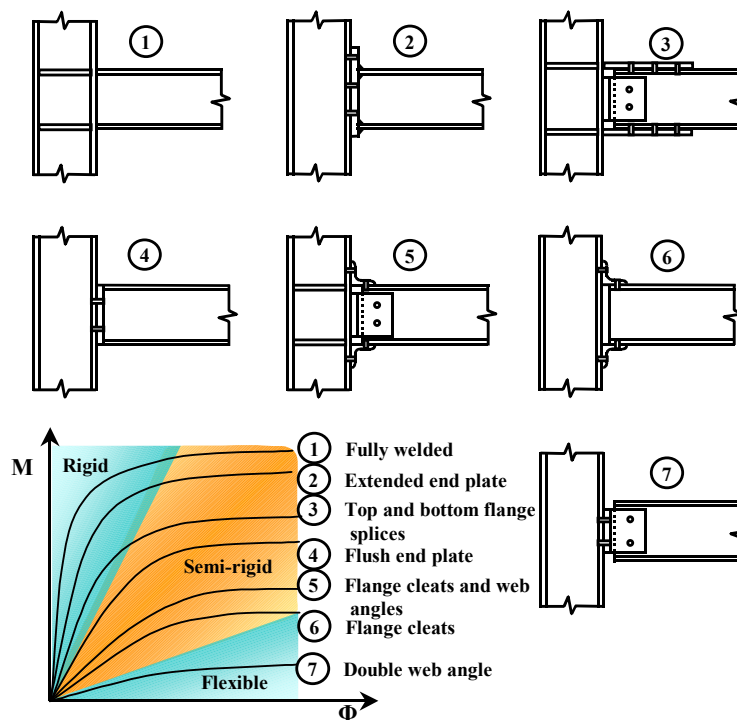 1
2
3
4
5
6
M
Rigid
Semi-rigid
Flexible
Φ
1 Fully welded
2 Extended end plate
3 Top and bottom flange
splices
4 Flush end plate
5 Flange cleats and web
angles
6 Flange cleats
7 Double web angle
7